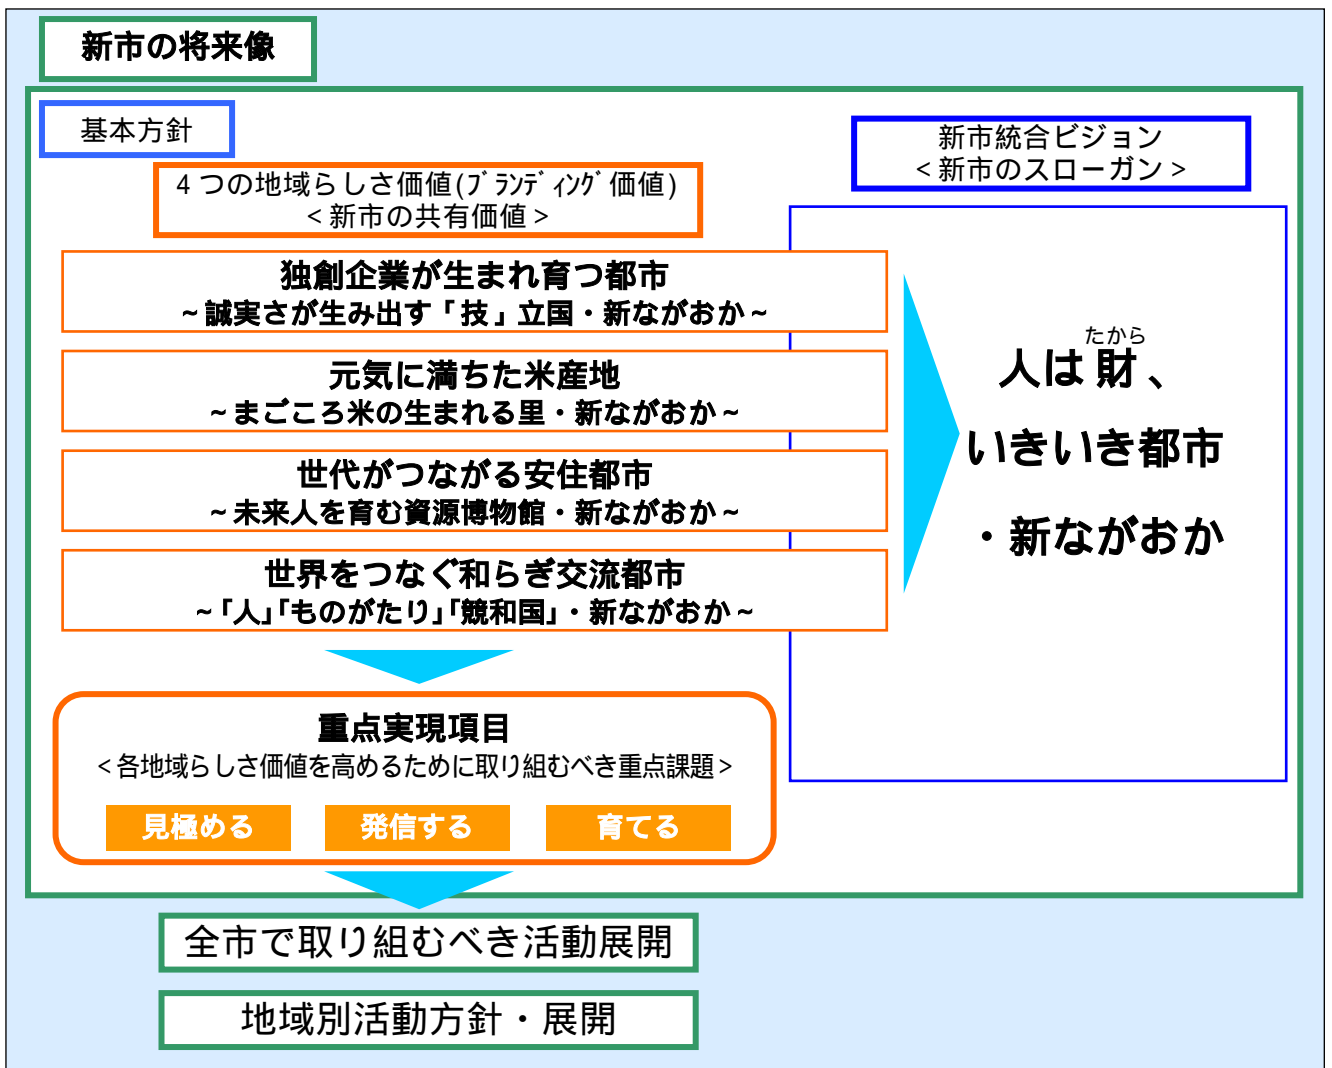 新市の将来像
基本方針
４つの地域らしさ価値(ﾌﾞﾗﾝﾃﾞｨﾝｸﾞ価値)
＜新市の共有価値＞
新市統合ビジョン
＜新市のスローガン＞
独創企業が生まれ育つ都市
～誠実さが生み出す「技」立国・新ながおか～
元気に満ちた米産地
～まごころ米の生まれる里・新ながおか～
世代がつながる安住都市
～未来人を育む資源博物館・新ながおか～
世界をつなぐ和らぎ交流都市
～「人」「ものがたり」「競和国」・新ながおか～
たから
人は財、
いきいき都市
・新ながおか
重点実現項目
＜各地域らしさ価値を高めるために取り組むべき重点課題＞
見極める 発信する 育てる
全市で取り組むべき活動展開
地域別活動方針・展開